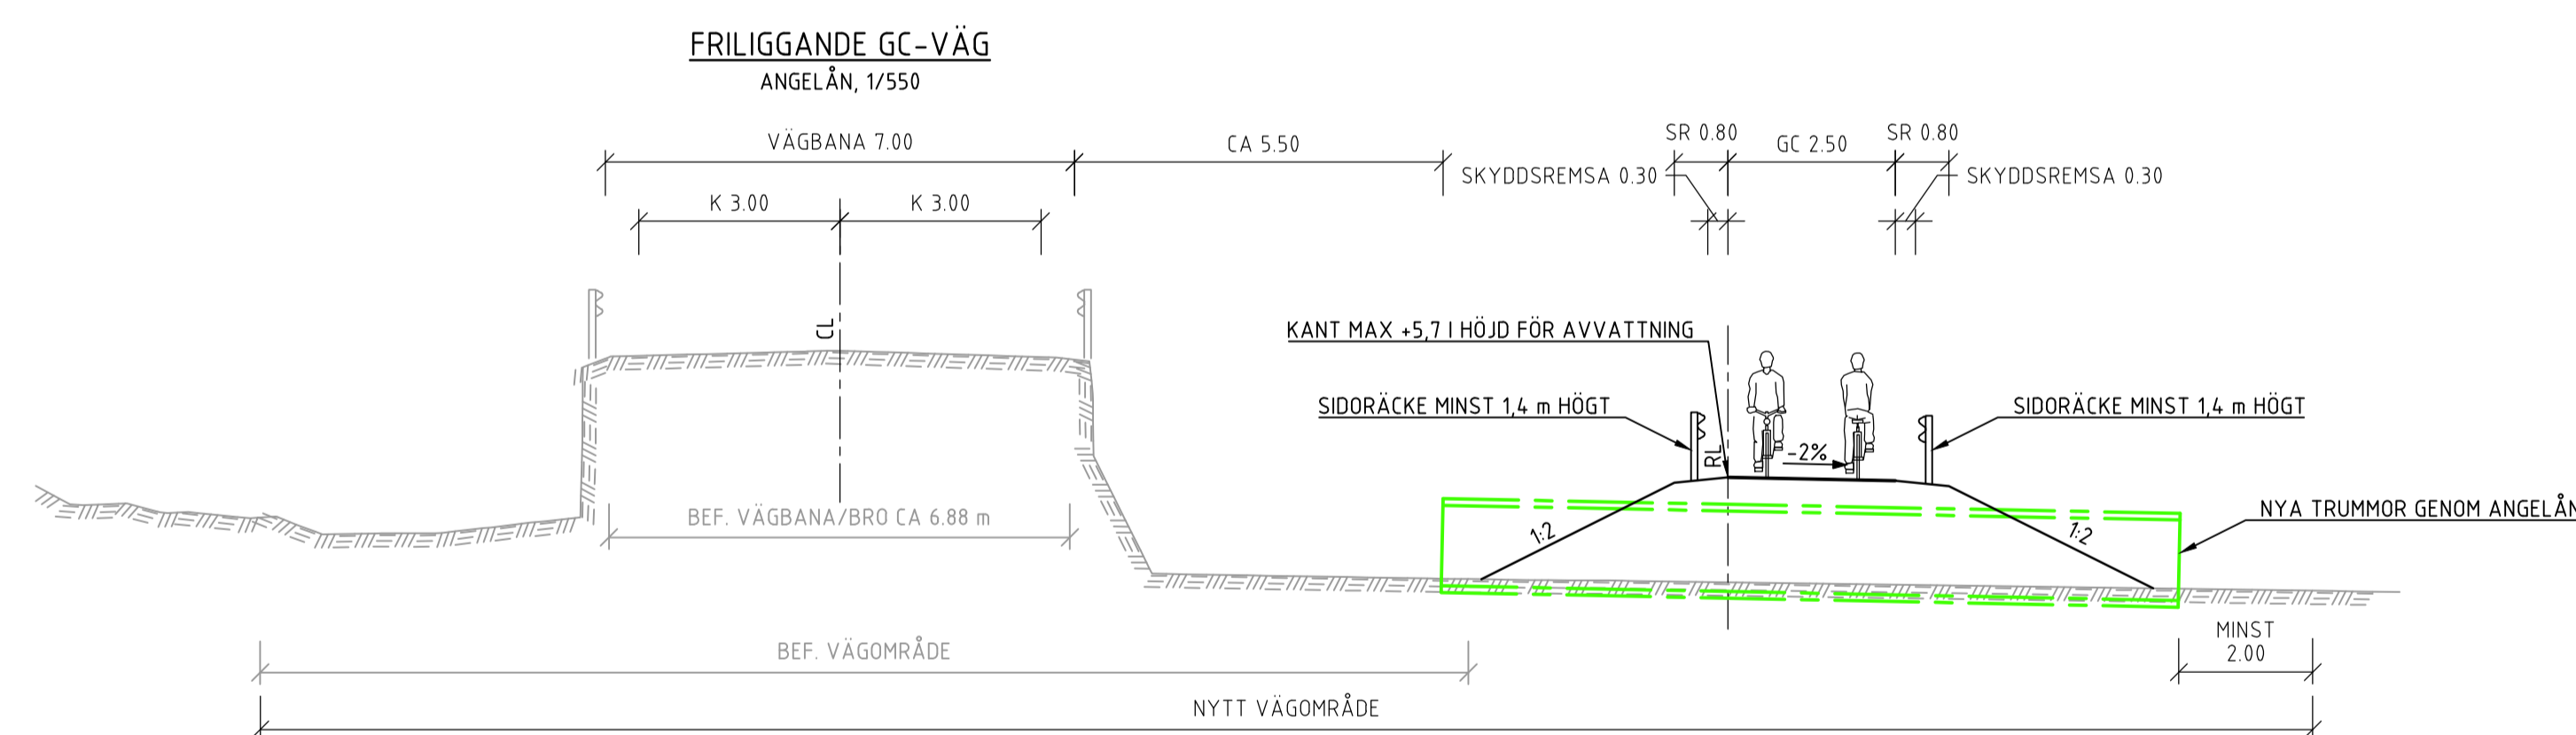 FRILIGGANDE GC-VÄG
ANGELÅN, 1/550
VÄGBANA 7.00
CA 5.50
SR 0.80
GC 2.50
SR 0.80
SKYDDSREMSA 0.30
SKYDDSREMSA 0.30
K 3.00
K 3.00
CL
KANT MAX +5,7 I HÖJD FÖR AVVATTNING
SIDORÄCKE MINST 1,4 m HÖGT
SIDORÄCKE MINST 1,4 m HÖGT
RL
-2%
BEF. VÄGBANA/BRO CA 6.88 m
1:2
1:2
NYA TRUMMOR GENOM ANGELÅN
BEF. VÄGOMRÅDE
MINST
2.00
NYTT VÄGOMRÅDE